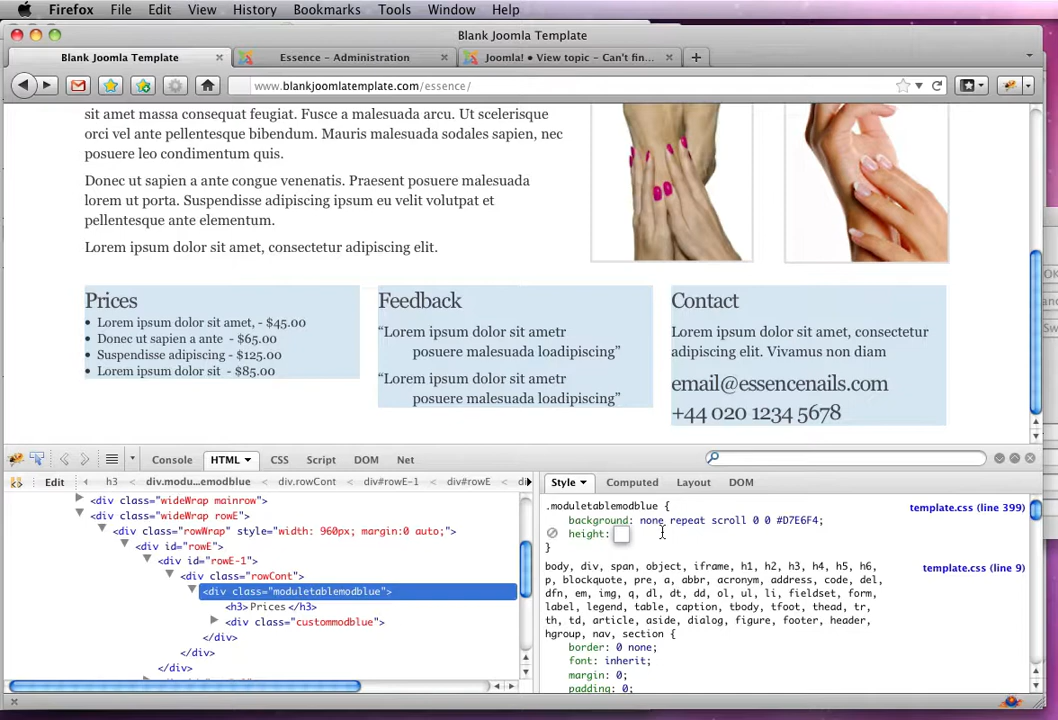 Firefox File Edit View History Bookmarks Tools Window Help
Blank Joomla Template
Blank Joomla Template Essence – Administration Joomla! • View topic - Can't fin...
www.blankjoomlatemplate.com/essence/
sit amet massa consequat feugiat. Fusce a malesuada arcu. Ut scelerisque
orci vel ante pellentesque bibendum. Mauris malesuada sodales sapien, nec
posuere leo condimentum quis.
Donec ut sapien a ante congue venenatis. Praesent posuere malesuada
lorem ut porta. Suspendisse adipiscing ipsum eu velit volutpat et
pellentesque ante elementum.
Lorem ipsum dolor sit amet, consectetur adipiscing elit.
Prices
• Lorem ipsum dolor sit amet, - $45.00
• Donec ut sapien a ante - $65.00
• Suspendisse adipiscing - $125.00
• Lorem ipsum dolor sit - $85.00
Feedback
“Lorem ipsum dolor sit ametr
posuere malesuada loadipiscing”
“Lorem ipsum dolor sit ametr
posuere malesuada loadipiscing”
Contact
Lorem ipsum dolor sit amet, consectetur
adipiscing elit. Vivamus non diam
email@essencenails.com
+44 020 1234 5678
Console HTML CSS Script DOM Net
Edit h3 div.modu...emodblue div.rowCont div#rowE-1 div#rowE
<div class="wideWrap mainrow">
<div class="wideWrap rowE">
<div class="rowWrap" style="width: 960px; margin:0 auto;">
<div id="rowE">
<div id="rowE-1">
<div class="rowCont">
<div class="moduletablemodblue">
<h3>Prices </h3>
<div class="custommodblue">
</div>
</div>
</div>
Style Computed Layout DOM
.moduletablemodblue { template.css (line 399)
background: none repeat scroll 0 0 #D7E6F4;
height:
}
body, div, span, object, iframe, h1, h2, h3, h4, h5, h6, template.css (line 9)
p, blockquote, pre, a, abbr, acronym, address, code, del,
dfn, em, img, q, dl, dt, dd, ol, ul, li, fieldset, form,
label, legend, table, caption, tbody, tfoot, thead, tr,
th, td, article, aside, dialog, figure, footer, header,
hgroup, nav, section {
border: 0 none;
font: inherit;
margin: 0;
padding: 0;